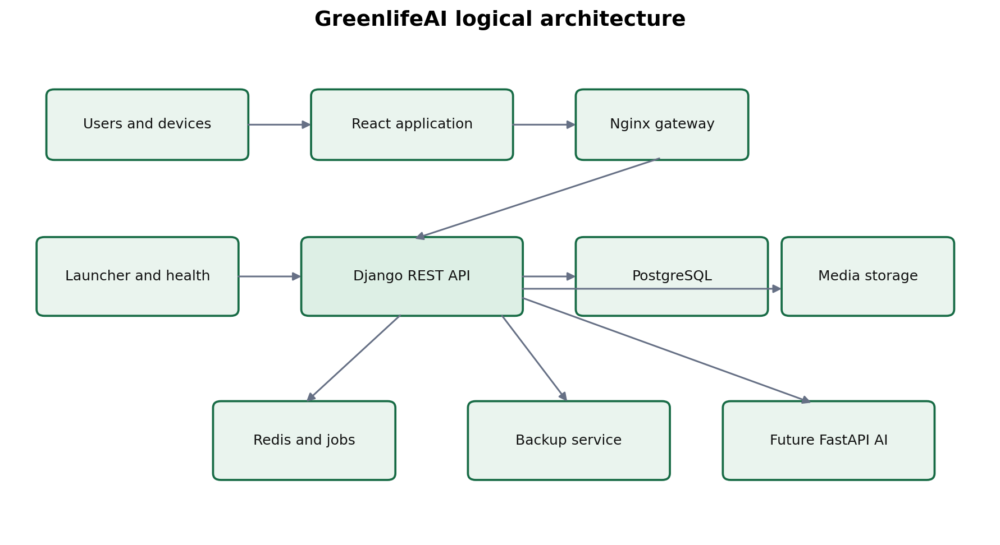 GreenlifeAI logical architecture
Users and devices
React application
Nginx gateway
Launcher and health
Django REST API
PostgreSQL
Media storage
Redis and jobs
Backup service
Future FastAPI AI